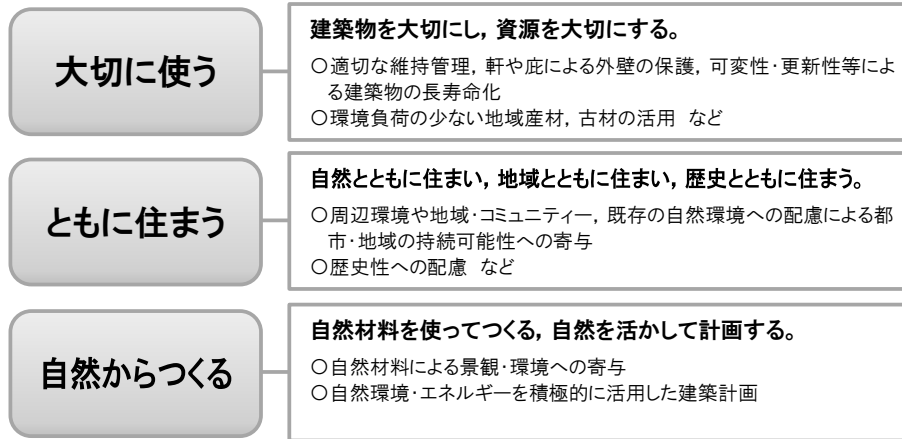 大切に使う
建築物を大切にし，資源を大切にする。
○適切な維持管理，軒や庇による外壁の保護，可変性・更新性等によ
る建築物の長寿命化
○環境負荷の少ない地域産材，古材の活用 など
ともに住まう
自然とともに住まい，地域とともに住まい，歴史とともに住まう。
○周辺環境や地域・コミュニティー，既存の自然環境への配慮による都
市・地域の持続可能性への寄与
○歴史性への配慮 など
自然からつくる
自然材料を使ってつくる，自然を活かして計画する。
○自然材料による景観・環境への寄与
○自然環境・エネルギーを積極的に活用した建築計画